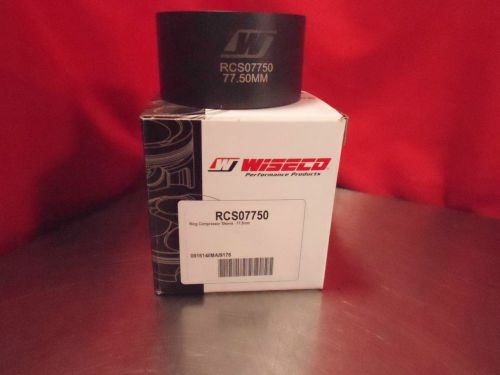 W
RCS07750
77.50MM
W WISECO
Performance Products
RCS07750
Ring Compressor Sleeve - 77.5mm